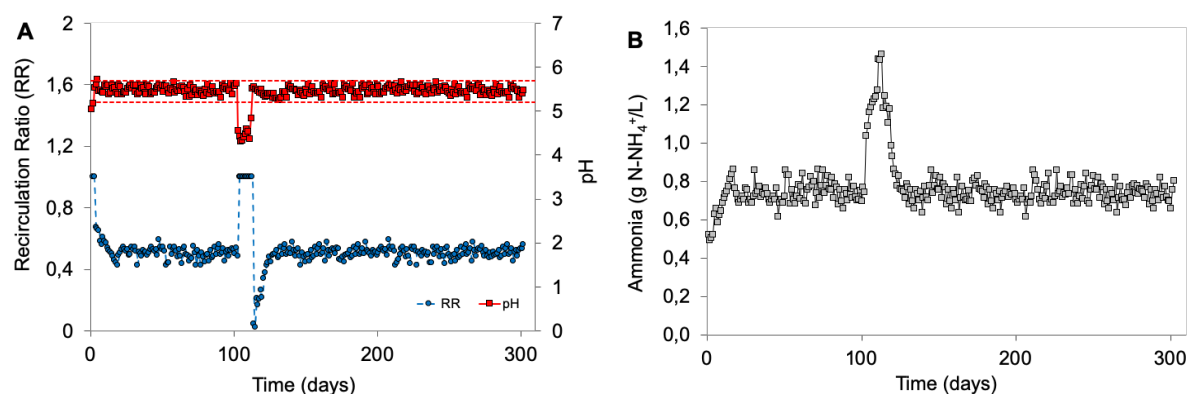 A
Recirculation Ratio (RR)
2
1.6
1,2
0,8
0,4
0
7
6
5
4
3
2
1
0
pH
RR pH
0 100 200 300
Time (days)
B
Ammonia (g N-NH₄⁺/L)
1,6
1,4
1,2
1,0
0,8
0,6
0,4
0,2
0,0
0 100 200 300
Time (days)